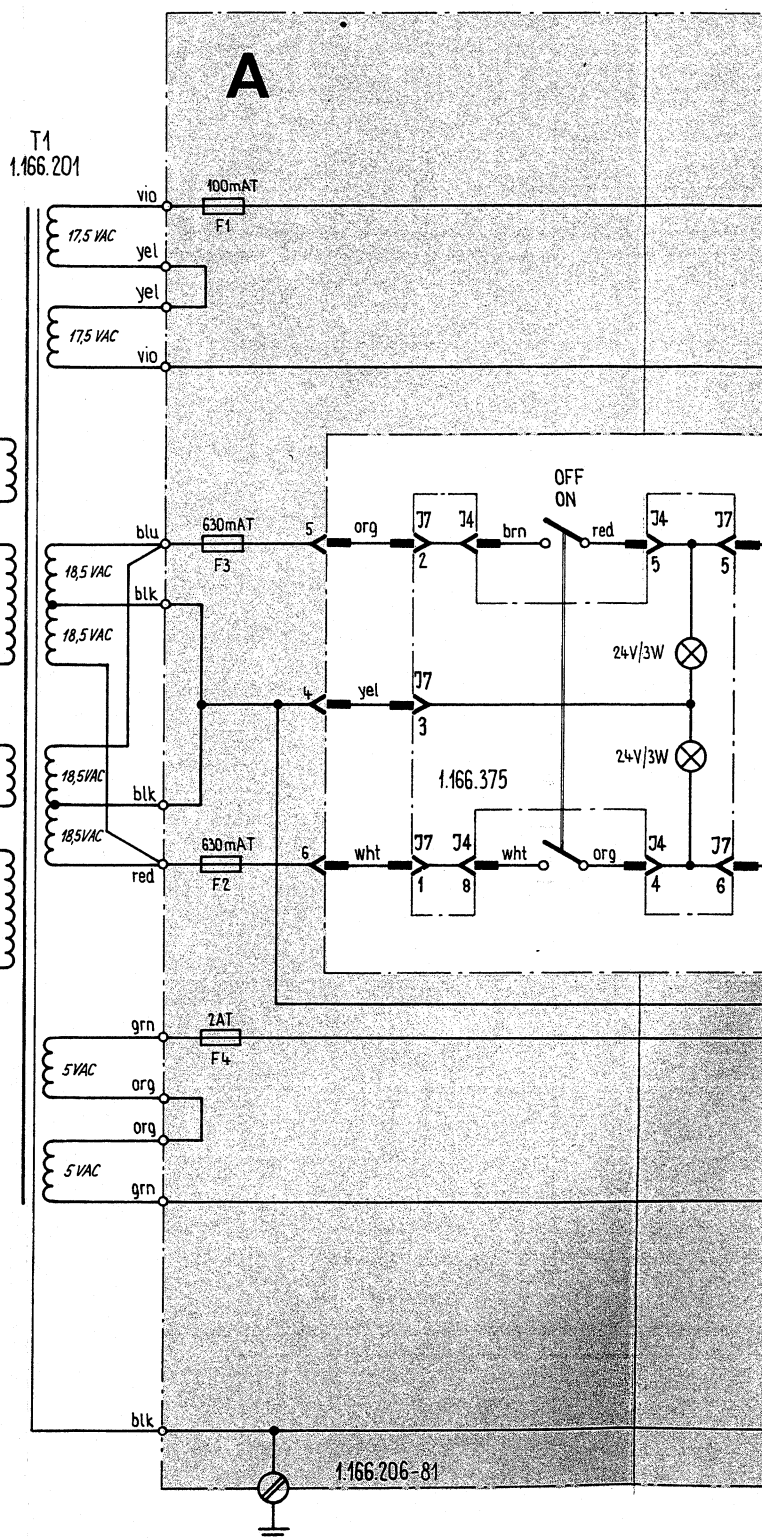 A
T1
1.166.201
vio
100mAT
F1
17,5 VAC
yel
yel
17,5 VAC
vio
OFF
ON
blu
630mAT
F3
5
org
J7
2
J4
brn
red
J4
5
J7
5
18,5 VAC
blk
18,5 VAC
24V/3W
4
yel
J7
3
24V/3W
18,5VAC
blk
1.166.375
18,5VAC
red
630mAT
F2
6
wht
J7
1
J4
8
wht
org
J4
4
J7
6
grn
2AT
F4
5VAC
org
org
5 VAC
grn
blk
1.166.206-81